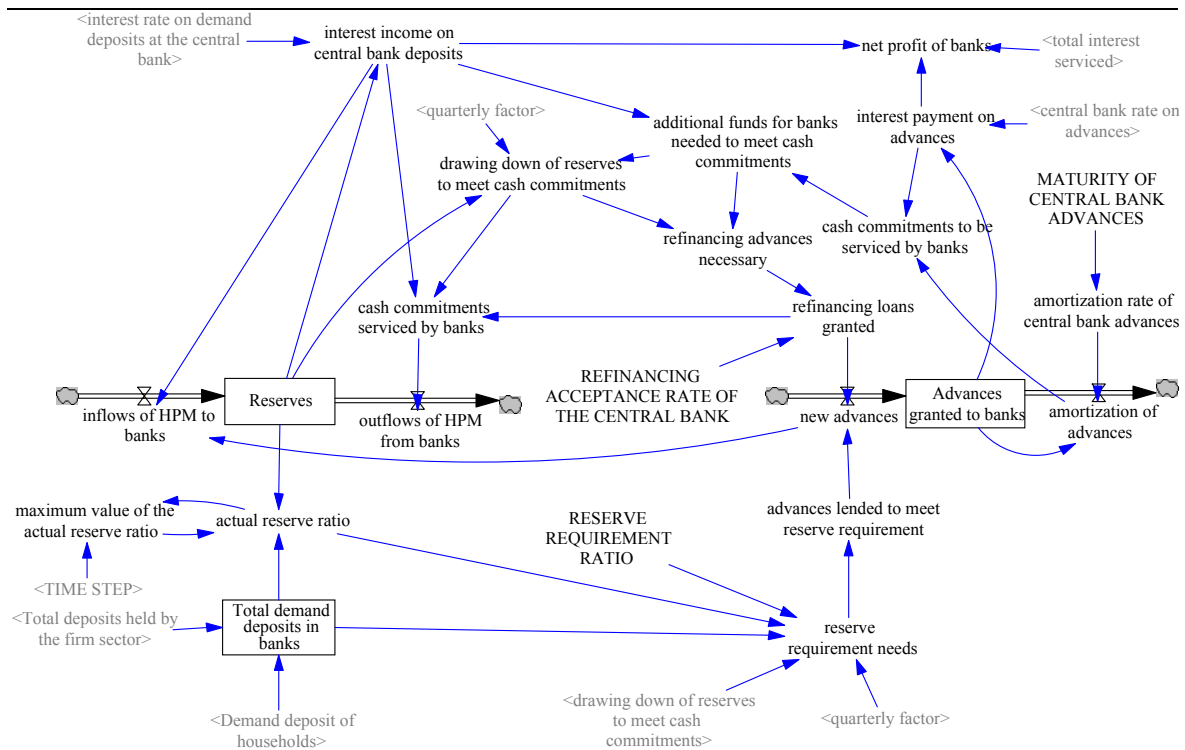 <interest rate on demand
deposits at the central
bank>
interest income on
central bank deposits
net profit of banks
<total interest
serviced>
<quarterly factor>
additional funds for banks
needed to meet cash
commitments
interest payment on
advances
<central bank rate on
advances>
drawing down of reserves
to meet cash commitments
MATURITY OF
CENTRAL BANK
ADVANCES
refinancing advances
necessary
cash commitments to be
serviced by banks
cash commitments
serviced by banks
refinancing loans
granted
amortization rate of
central bank advances
Reserves
inflows of HPM to
banks
outflows of HPM
from banks
REFINANCING
ACCEPTANCE RATE OF
THE CENTRAL BANK
new advances
Advances
granted to banks
amortization of
advances
maximum value of the
actual reserve ratio
actual reserve ratio
RESERVE
REQUIREMENT
RATIO
advances lended to meet
reserve requirement
<TIME STEP>
<Total deposits held by
the firm sector>
Total demand
deposits in
banks
reserve
requirement needs
<Demand deposit of
households>
<drawing down of reserves
to meet cash
commitments>
<quarterly factor>